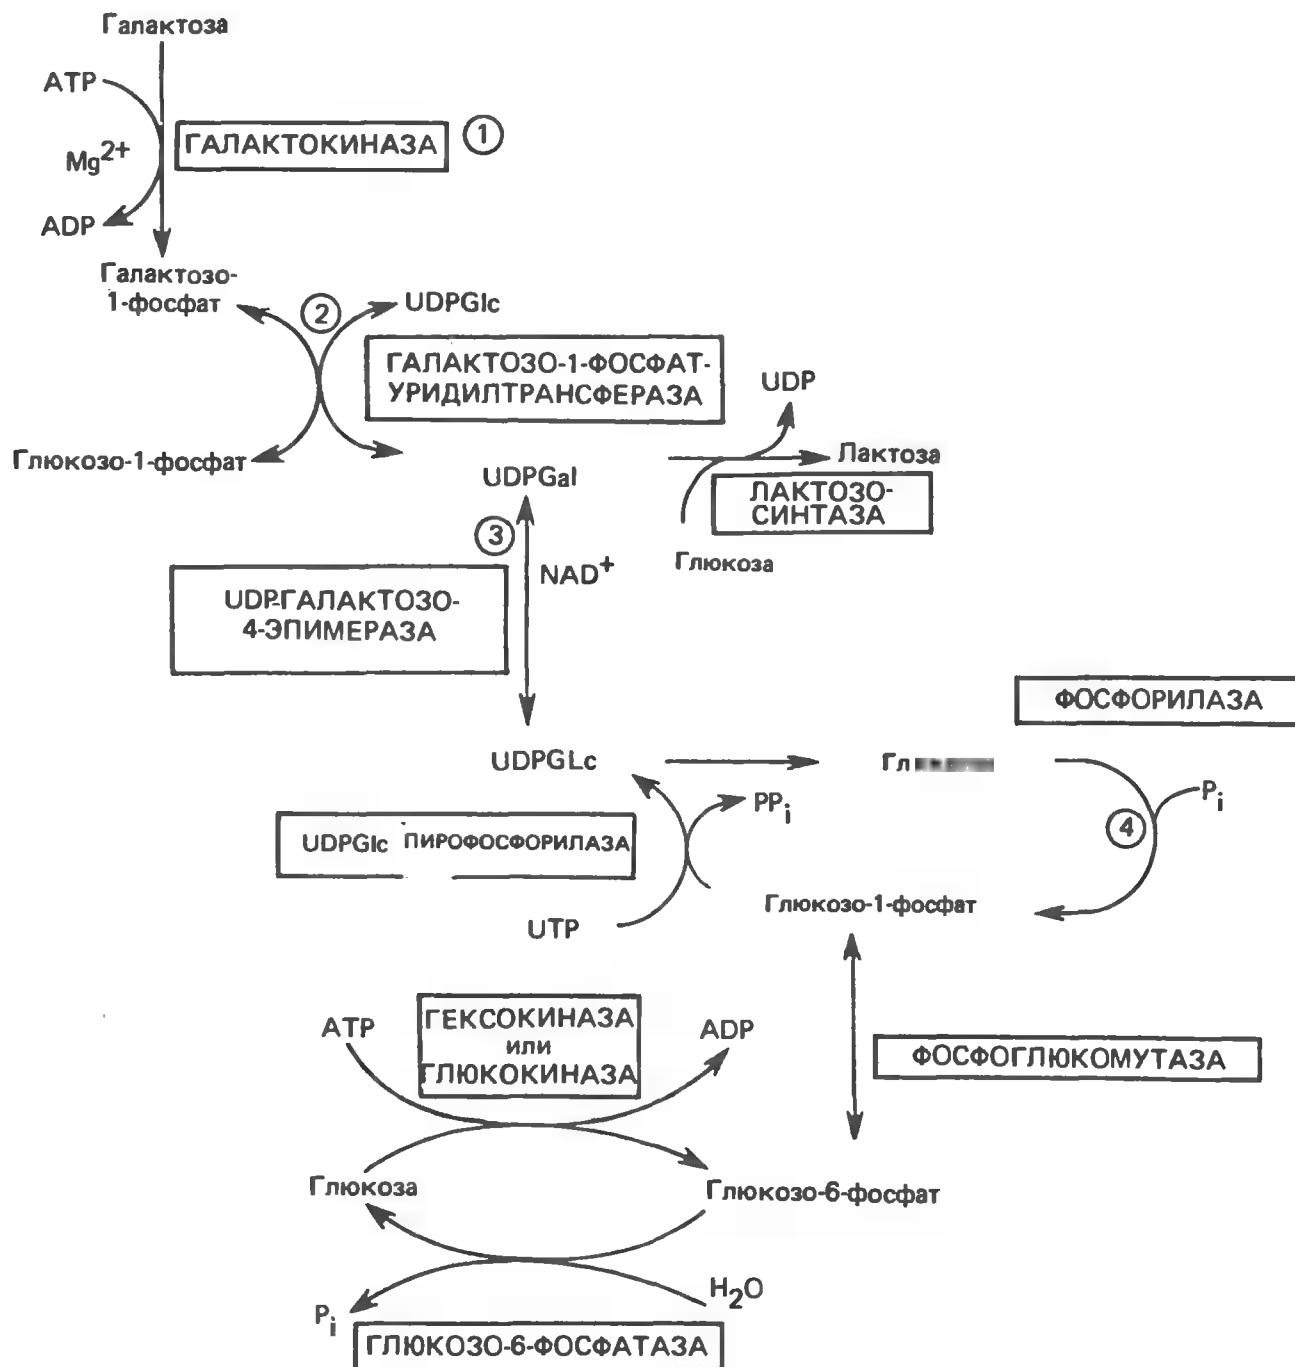 Галактоза
ATP
Mg2+
ADP
ГАЛАКТОКИНАЗА
1
Галактозо-
1-фосфат
2
UDPGlc
ГАЛАКТОЗО-1-ФОСФАТ-
УРИДИЛТРАНСФЕРАЗА
Глюкозо-1-фосфат
UDPGal
UDP
Лактоза
ЛАКТОЗО-
СИНТАЗА
Глюкоза
3
NAD+
UDP-ГАЛАКТОЗО-
4-ЭПИМЕРАЗА
ФОСФОРИЛАЗА
UDPGLc
PPi
Pi
4
UDPGlc ПИРОФОСФОРИЛАЗА
UTP
Глюкозо-1-фосфат
ATP
ГЕКСОКИНАЗА
или
ГЛЮКОКИНАЗА
ADP
ФОСФОГЛЮКОМУТАЗА
Глюкоза
Глюкозо-6-фосфат
Pi
H2O
ГЛЮКОЗО-6-ФОСФАТАЗА